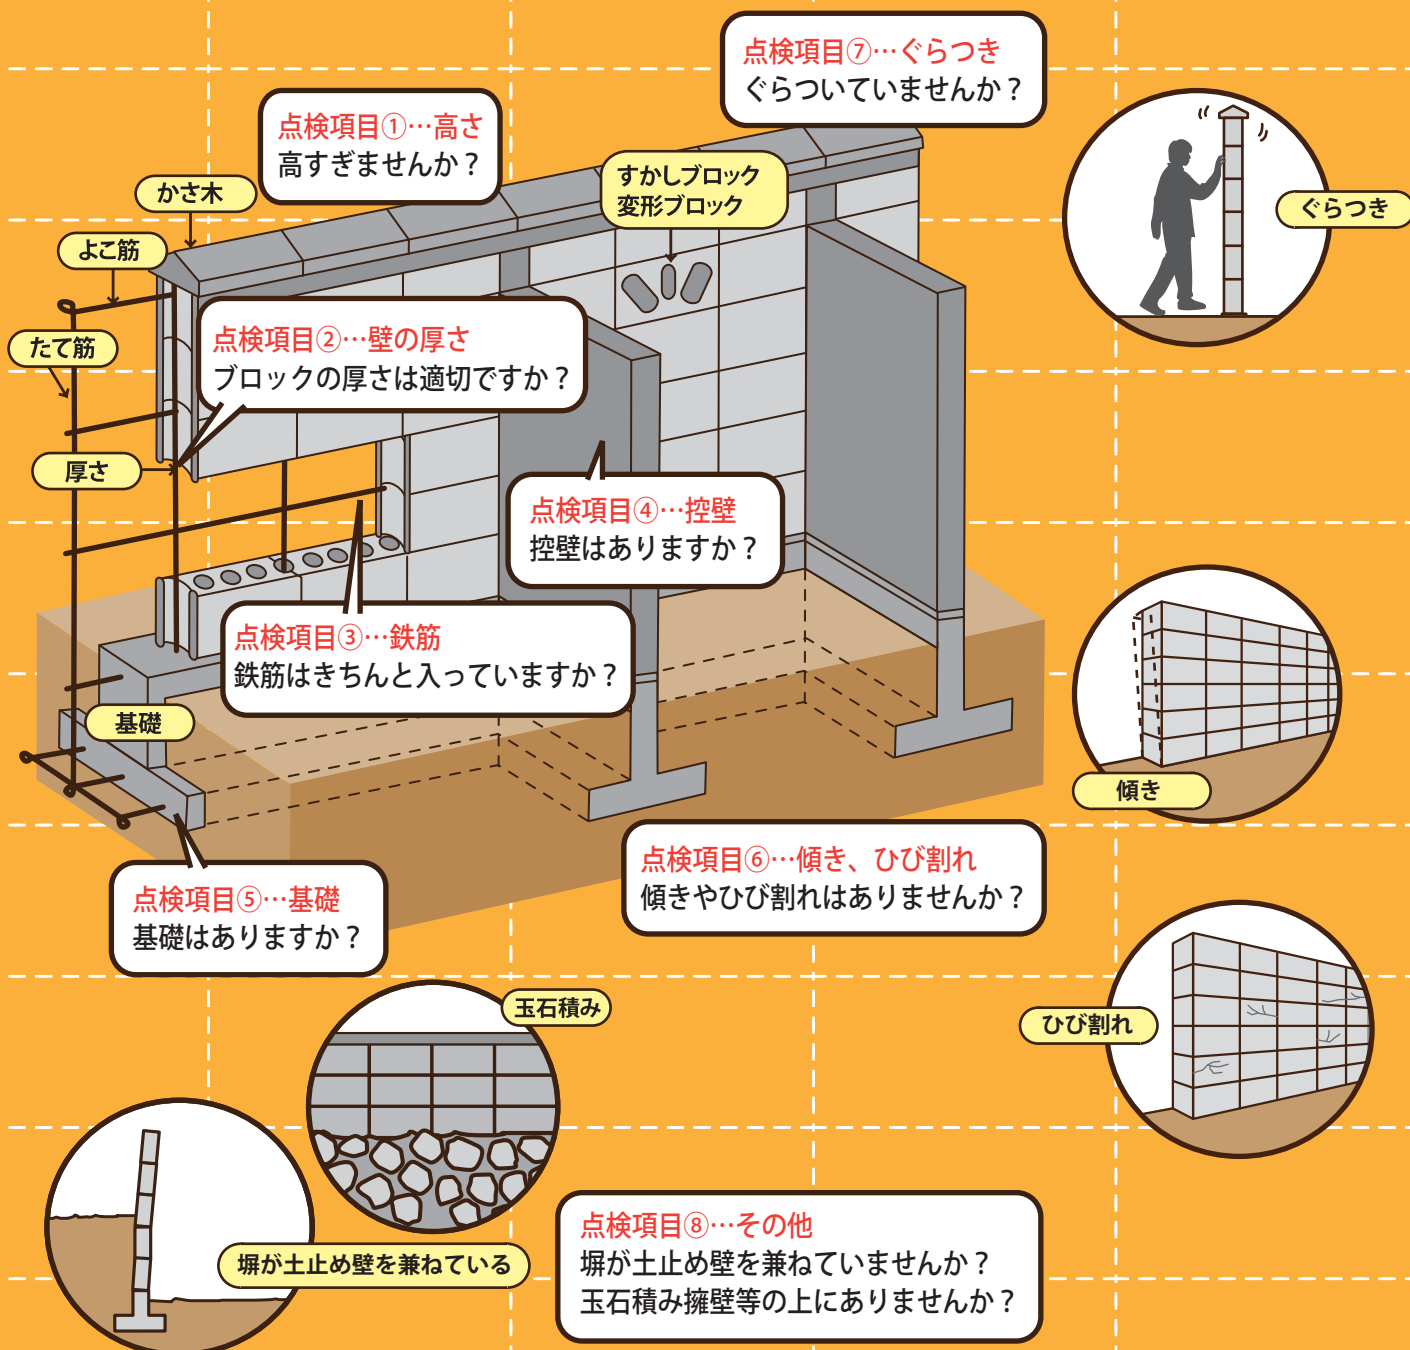 点検項目⑦…ぐらつき
ぐらついていませんか？
点検項目①…高さ
高すぎませんか？
すかしブロック
変形ブロック
かさ木
ぐらつき
よこ筋
たて筋
点検項目②…壁の厚さ
ブロックの厚さは適切ですか？
厚さ
点検項目④…控壁
控壁はありますか？
点検項目③…鉄筋
鉄筋はきちんと入っていますか？
基礎
傾き
点検項目⑥…傾き、ひび割れ
傾きやひび割れはありませんか？
点検項目⑤…基礎
基礎はありますか？
玉石積み
ひび割れ
塀が土止め壁を兼ねている
点検項目⑧…その他
塀が土止め壁を兼ねていませんか？
玉石積み擁壁等の上にありませんか？